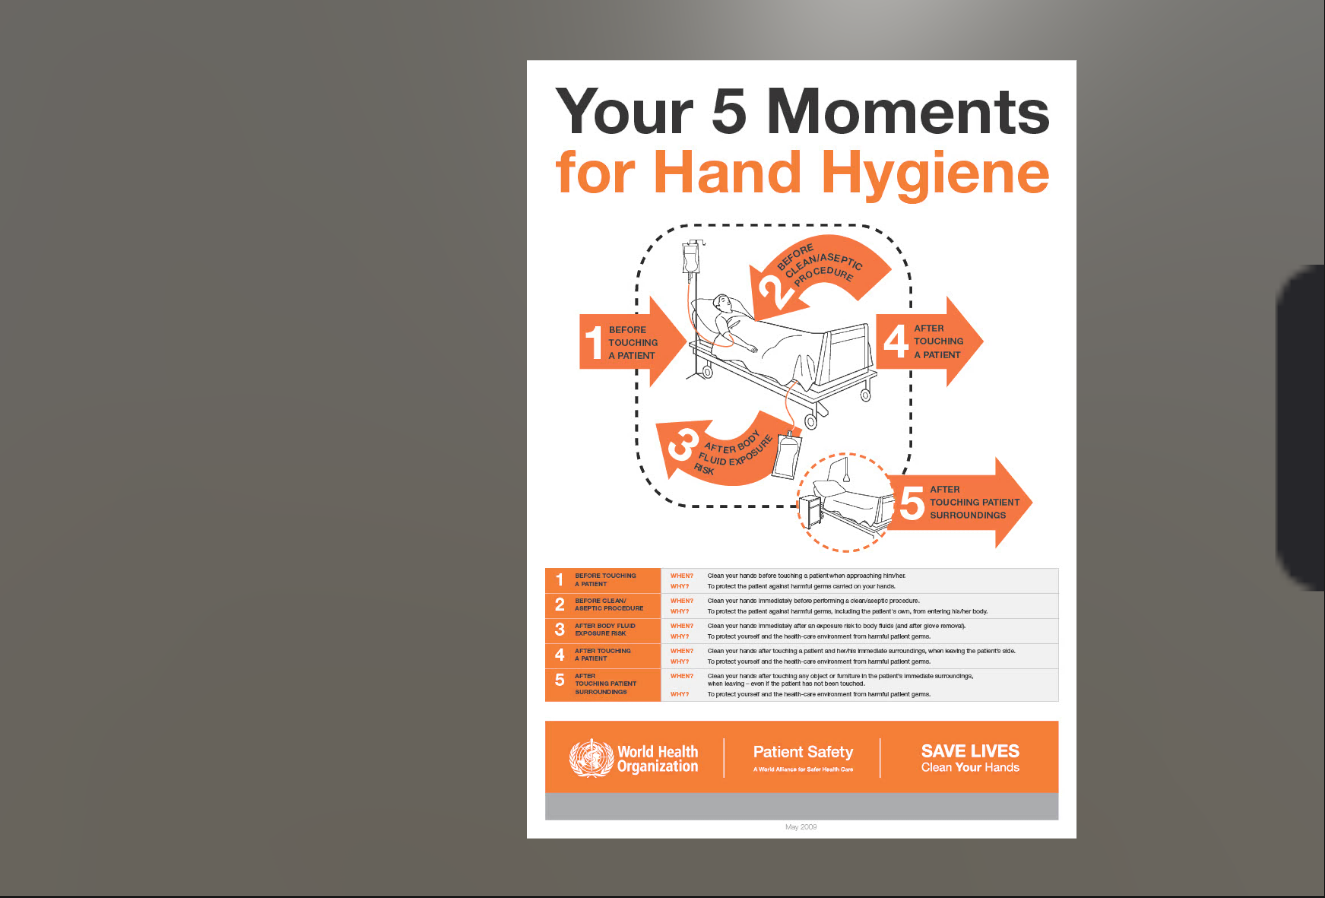 Your 5 Moments
for Hand Hygiene
2
BEFORE
CLEAN/ASEPTIC
PROCEDURE
1
BEFORE
TOUCHING
A PATIENT
4
AFTER
TOUCHING
A PATIENT
3
AFTER BODY
FLUID EXPOSURE
RISK
5
AFTER
TOUCHING PATIENT
SURROUNDINGS
1 BEFORE TOUCHING
A PATIENT
WHEN? Clean your hands before touching a patient when approaching him/her.
WHY? To protect the patient against harmful germs carried on your hands.
2 BEFORE CLEAN/
ASEPTIC PROCEDURE
WHEN? Clean your hands immediately before performing a clean/aseptic procedure.
WHY? To protect the patient against harmful germs, including the patient's own, from entering his/her body.
3 AFTER BODY FLUID
EXPOSURE RISK
WHEN? Clean your hands immediately after an exposure risk to body fluids (and after glove removal).
WHY? To protect yourself and the health-care environment from harmful patient germs.
4 AFTER TOUCHING
A PATIENT
WHEN? Clean your hands after touching a patient and her/his immediate surroundings, when leaving the patient's side.
WHY? To protect yourself and the health-care environment from harmful patient germs.
5 AFTER
TOUCHING PATIENT
SURROUNDINGS
WHEN? Clean your hands after touching any object or furniture in the patient's immediate surroundings,
when leaving – even if the patient has not been touched.
WHY? To protect yourself and the health-care environment from harmful patient germs.
World Health
Organization
Patient Safety
A World Alliance for Safer Health Care
SAVE LIVES
Clean Your Hands
May 2009